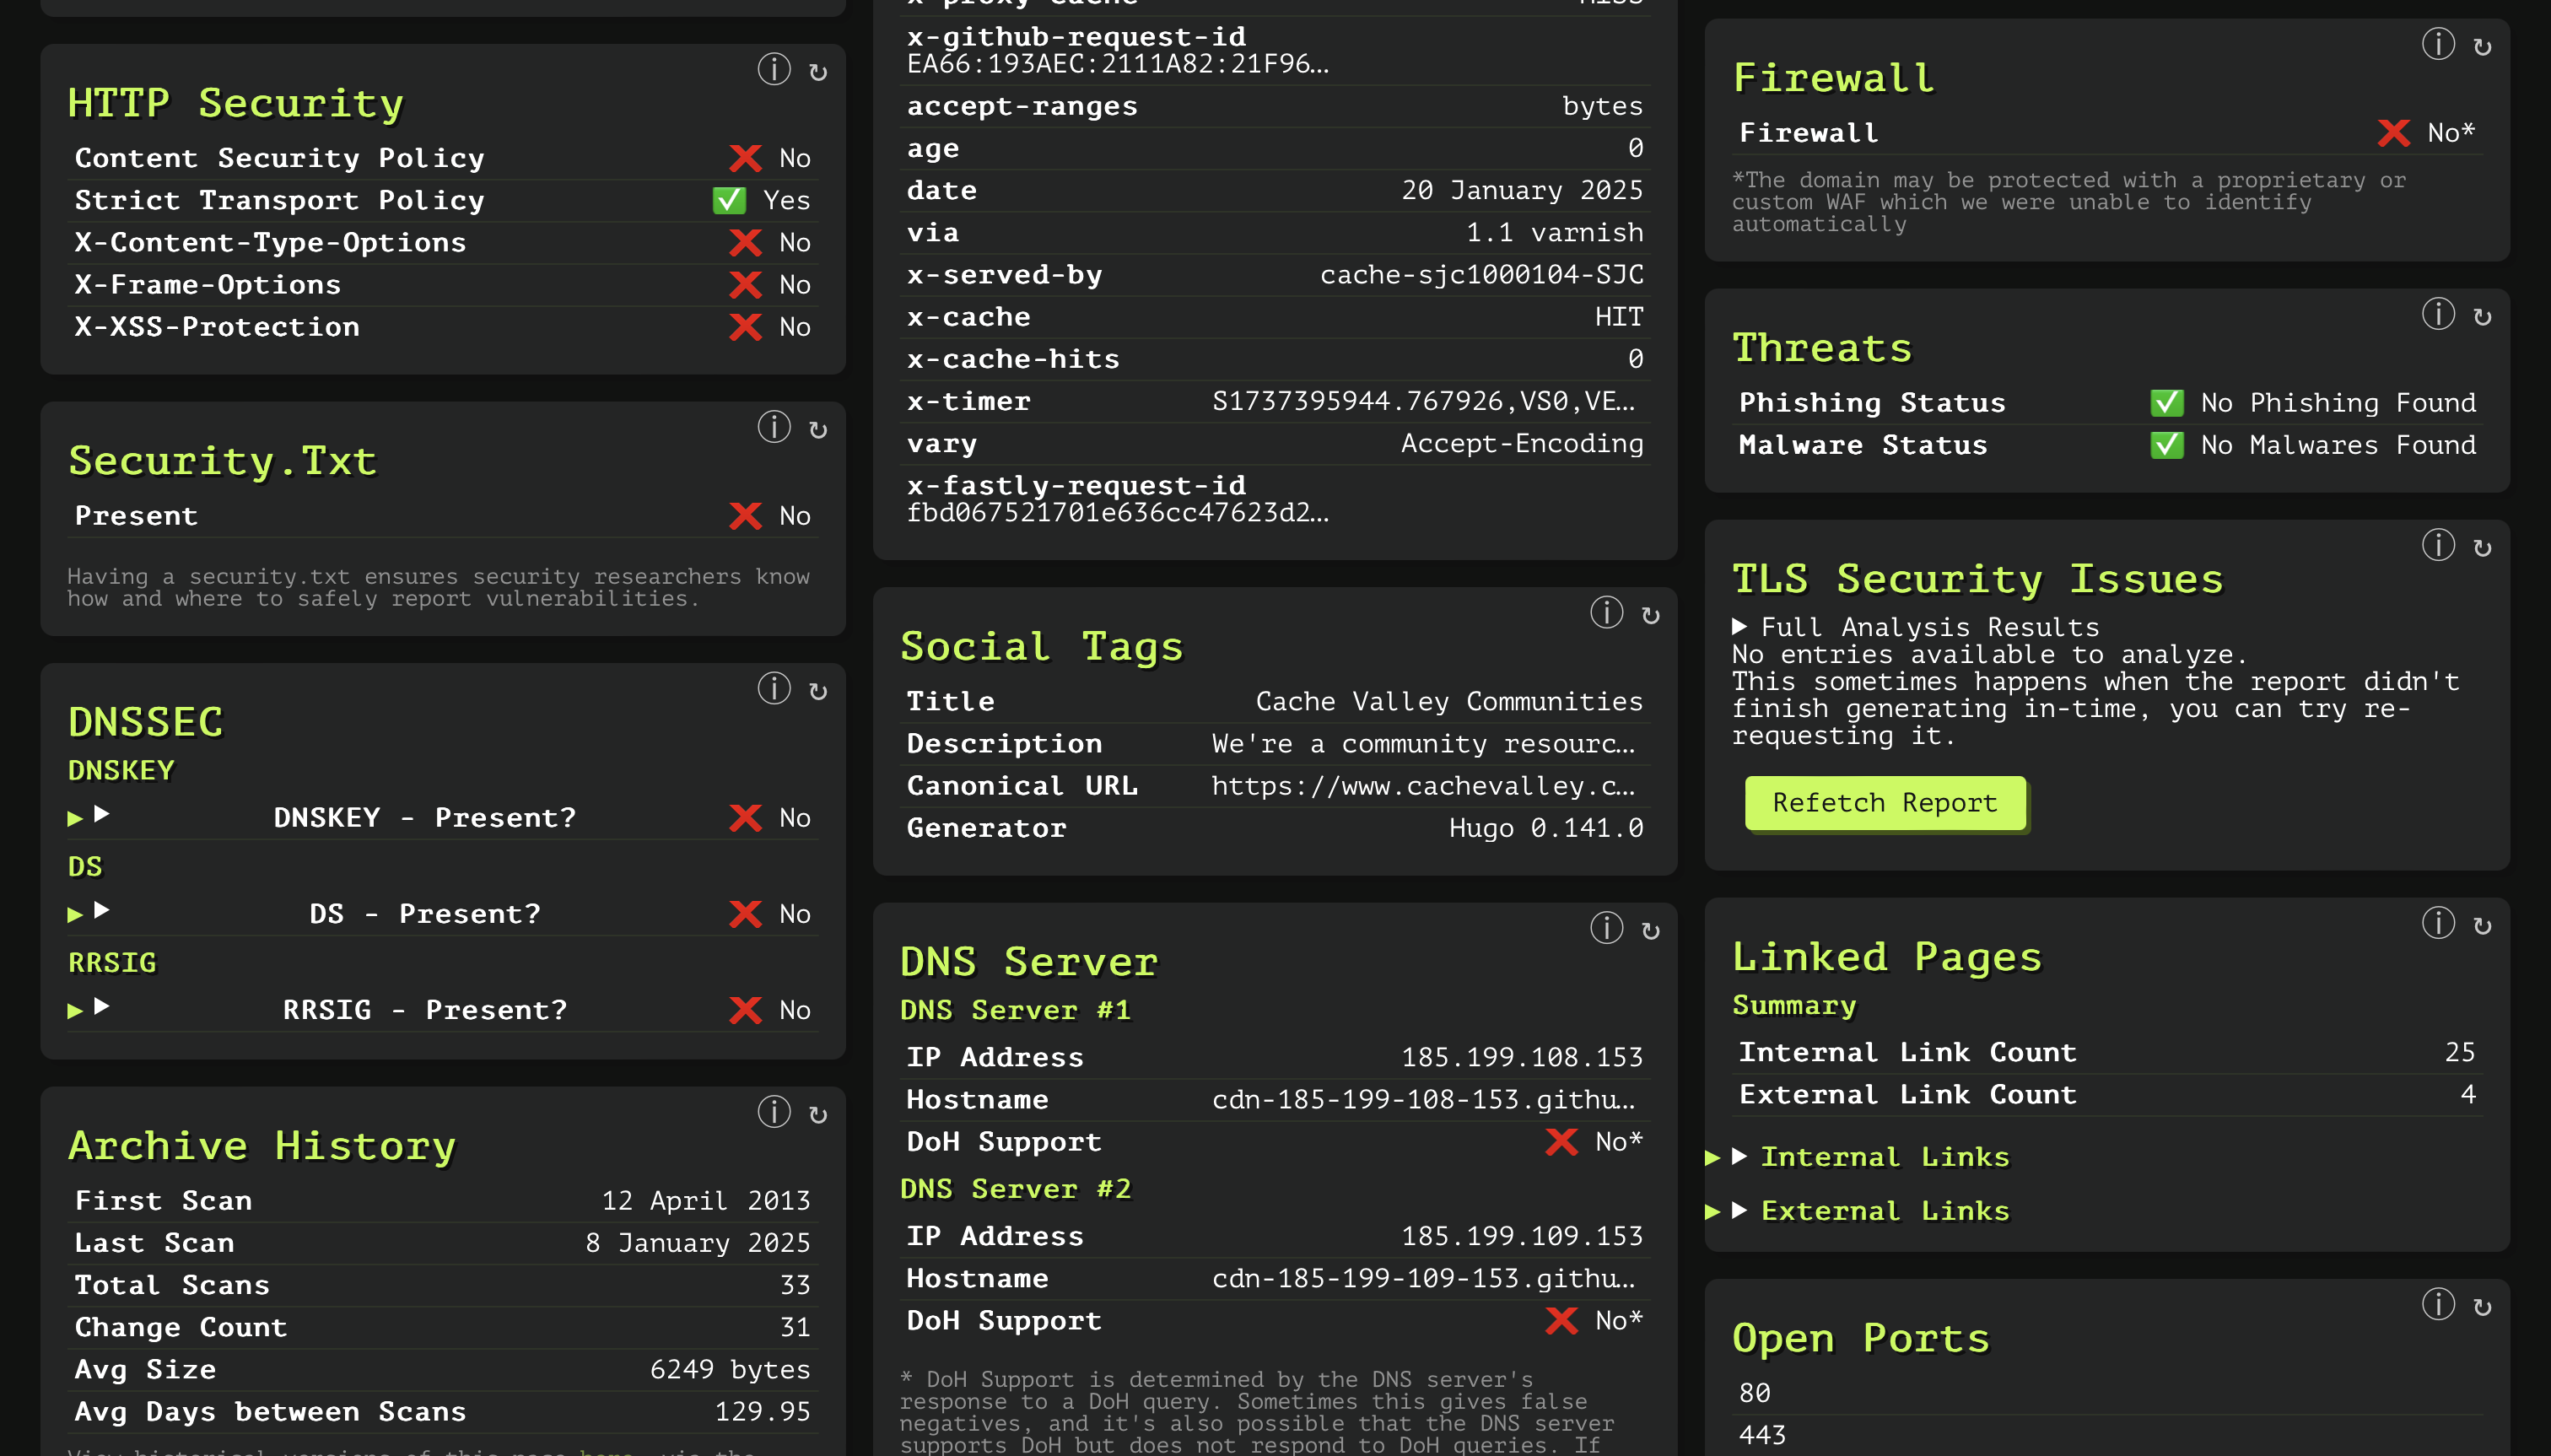 HTTP Security
Content Security Policy ❌ No
Strict Transport Policy ✅ Yes
X-Content-Type-Options ❌ No
X-Frame-Options ❌ No
X-XSS-Protection ❌ No
Security.Txt
Present ❌ No
Having a security.txt ensures security researchers know
how and where to safely report vulnerabilities.
DNSSEC
DNSKEY
DNSKEY - Present? ❌ No
DS
DS - Present? ❌ No
RRSIG
RRSIG - Present? ❌ No
Archive History
First Scan 12 April 2013
Last Scan 8 January 2025
Total Scans 33
Change Count 31
Avg Size 6249 bytes
Avg Days between Scans 129.95
x-proxy-cache MISS
x-github-request-id
EA66:193AEC:2111A82:21F96…
accept-ranges bytes
age 0
date 20 January 2025
via 1.1 varnish
x-served-by cache-sjc1000104-SJC
x-cache HIT
x-cache-hits 0
x-timer S1737395944.767926,VS0,VE…
vary Accept-Encoding
x-fastly-request-id
fbd067521701e636cc47623d2…
Social Tags
Title Cache Valley Communities
Description We're a community resourc…
Canonical URL https://www.cachevalley.c…
Generator Hugo 0.141.0
DNS Server
DNS Server #1
IP Address 185.199.108.153
Hostname cdn-185-199-108-153.githu…
DoH Support ❌ No*
DNS Server #2
IP Address 185.199.109.153
Hostname cdn-185-199-109-153.githu…
DoH Support ❌ No*
* DoH Support is determined by the DNS server's
response to a DoH query. Sometimes this gives false
negatives, and it's also possible that the DNS server
supports DoH but does not respond to DoH queries. If
Firewall
Firewall ❌ No*
*The domain may be protected with a proprietary or
custom WAF which we were unable to identify
automatically
Threats
Phishing Status ✅ No Phishing Found
Malware Status ✅ No Malwares Found
TLS Security Issues
Full Analysis Results
No entries available to analyze.
This sometimes happens when the report didn't
finish generating in-time, you can try re-
requesting it.
Refetch Report
Linked Pages
Summary
Internal Link Count 25
External Link Count 4
Internal Links
External Links
Open Ports
80
443